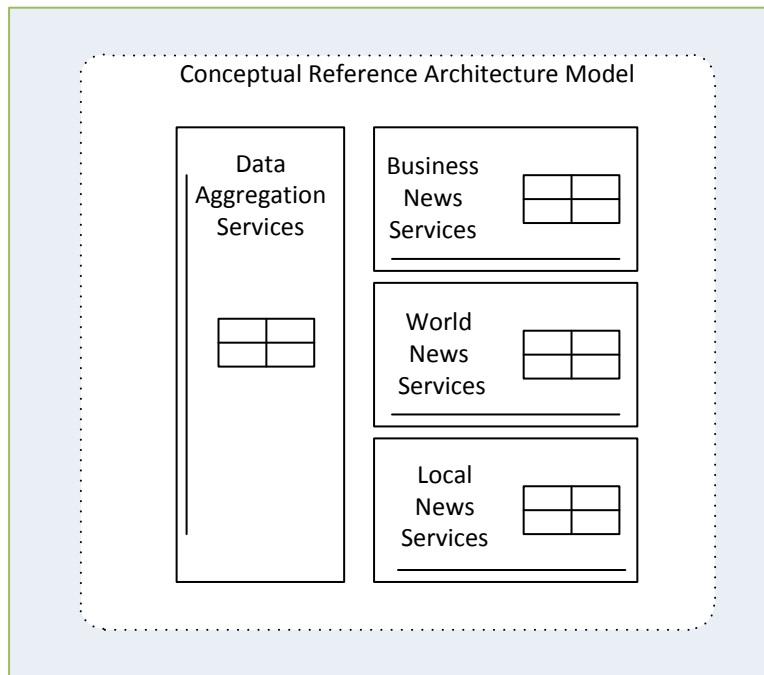 Conceptual Reference Architecture Model
Data
Aggregation
Services
Business
News
Services
World
News
Services
Local
News
Services